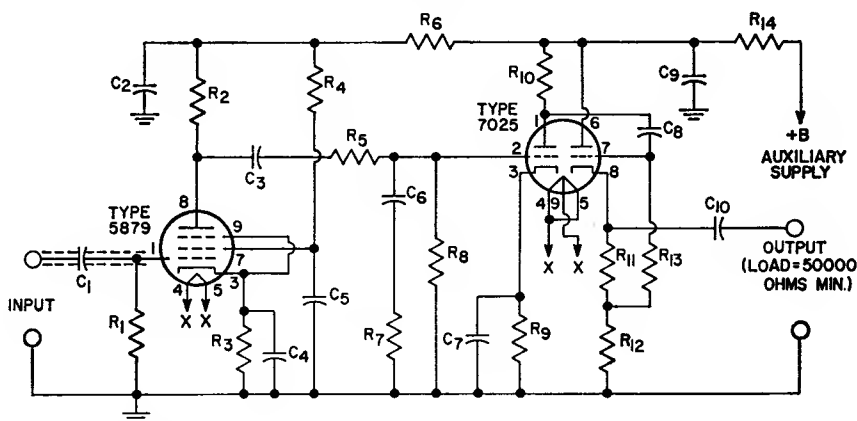 R6
R14
C2
R2
R4
R10
C9
TYPE
7025
1
6
C8
+B
AUXILIARY
SUPPLY
R5
2
7
C3
3
8
C6
4
9
5
C10
8
TYPE
5879
9
1
7
3
4
5
C1
INPUT
X
X
R8
X
X
R11
R13
OUTPUT
(LOAD=50000
OHMS MIN.)
C5
R1
R3
C4
R7
C7
R9
R12